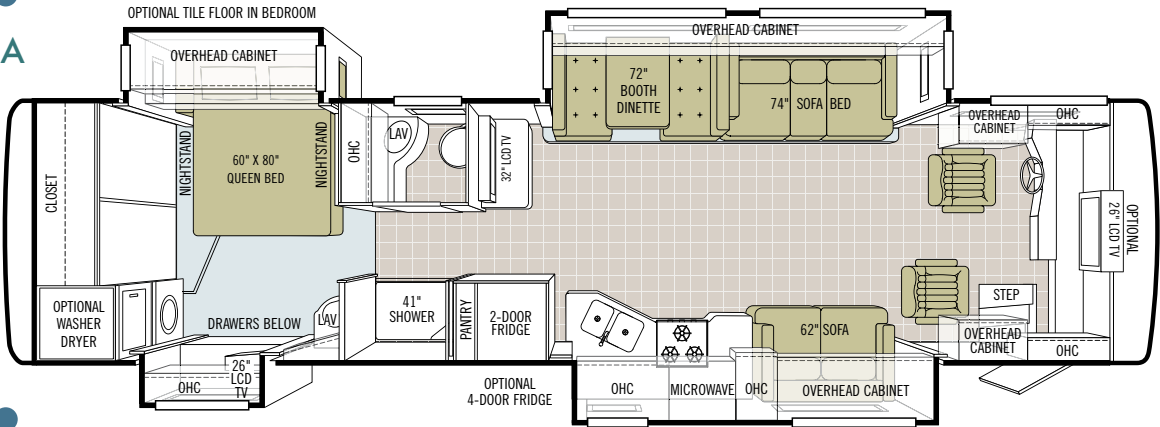 OPTIONAL TILE FLOOR IN BEDROOM
A
OVERHEAD CABINET
OVERHEAD CABINET
72"
BOOTH
DINETTE
74" SOFA BED
OVERHEAD
CABINET
OHC
CLOSET
NIGHTSTAND
60" X 80"
QUEEN BED
NIGHTSTAND
OHC
LAV
32" LCD TV
OPTIONAL
26" LCD TV
OPTIONAL
WASHER
DRYER
DRAWERS BELOW
LAV
41"
SHOWER
PANTRY
2-DOOR
FRIDGE
62" SOFA
STEP
OVERHEAD
CABINET
OHC
OHC
26"
LCD
TV
OPTIONAL
4-DOOR FRIDGE
OHC
MICROWAVE
OHC
OVERHEAD CABINET